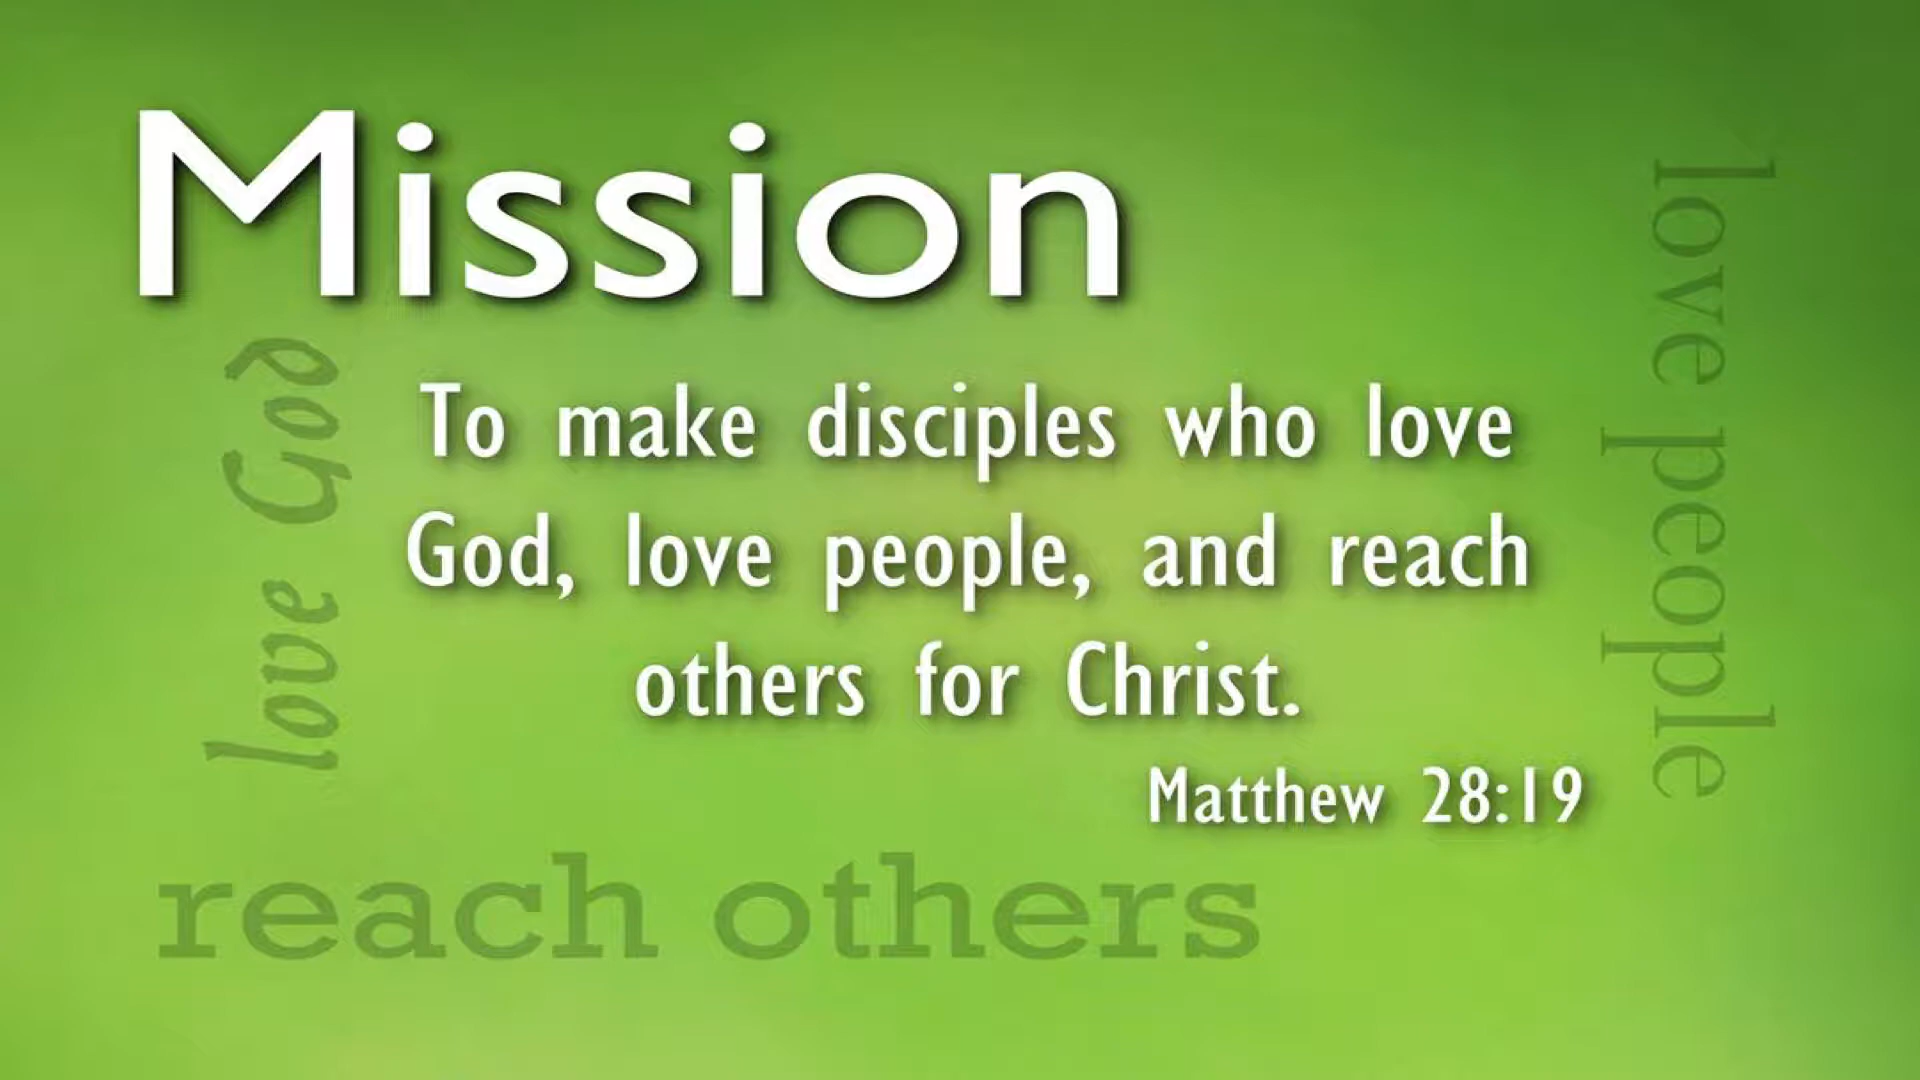 Mission
love God
To make disciples who love
God, love people, and reach
others for Christ.
Matthew 28:19
love people
reach others